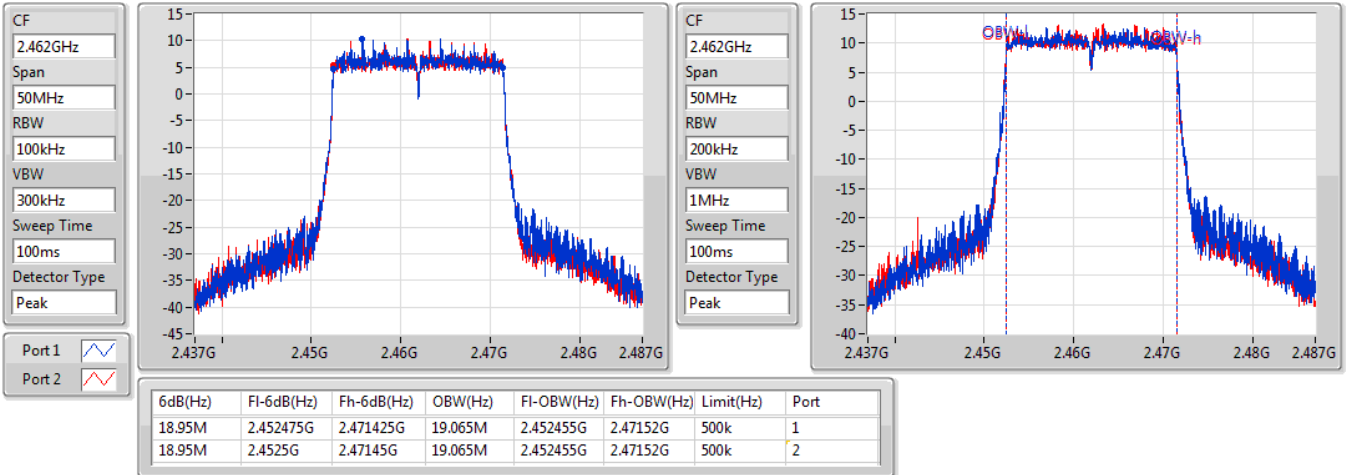 CF
2.462GHz
Span
50MHz
RBW
100kHz
VBW
300kHz
Sweep Time
100ms
Detector Type
Peak
Port 1
Port 2
15
10
5
0
-5
-10
-15
-20
-25
-30
-35
-40
-45
2.437G 2.45G 2.46G 2.47G 2.48G 2.487G
CF
2.462GHz
Span
50MHz
RBW
200kHz
VBW
1MHz
Sweep Time
100ms
Detector Type
Peak
15
10
5
0
-5
-10
-15
-20
-25
-30
-35
-40
OBW-h
2.437G 2.45G 2.46G 2.47G 2.48G 2.487G
6dB(Hz) Fl-6dB(Hz) Fh-6dB(Hz) OBW(Hz) Fl-OBW(Hz) Fh-OBW(Hz) Limit(Hz) Port
18.95M 2.452475G 2.471425G 19.065M 2.452455G 2.47152G 500k 1
18.95M 2.4525G 2.47145G 19.065M 2.452455G 2.47152G 500k 2